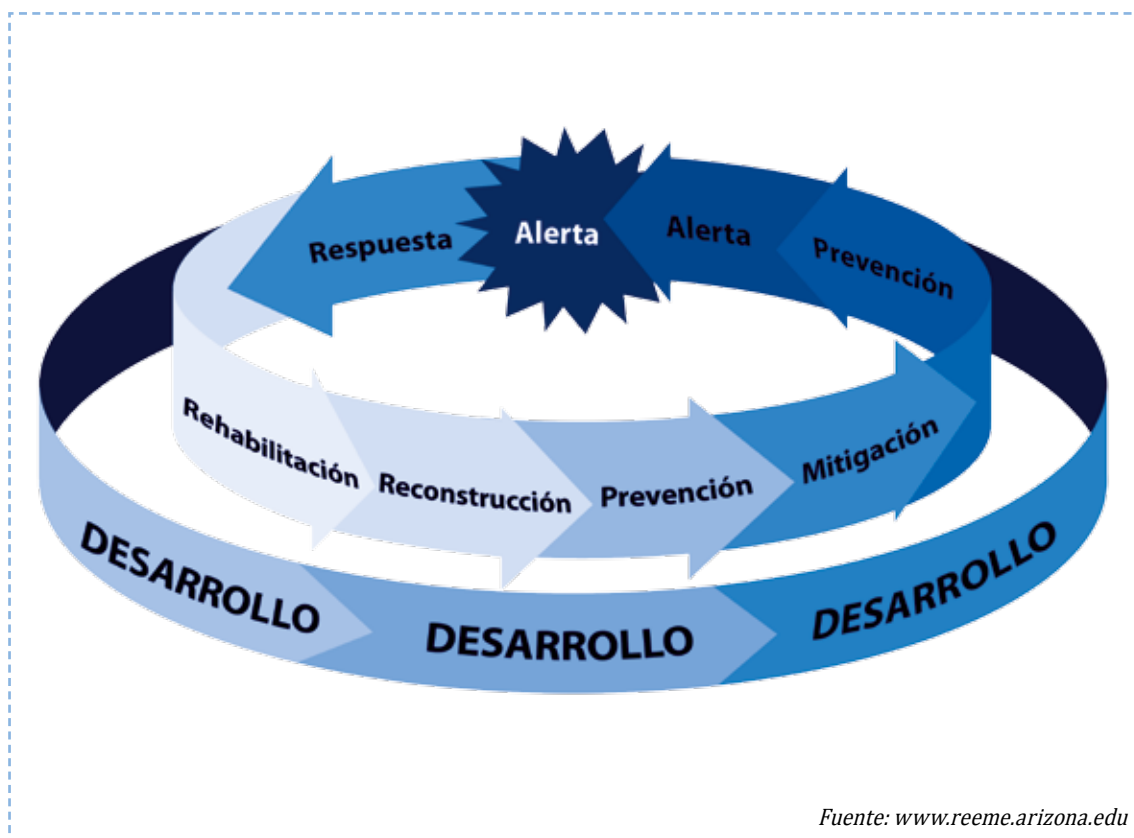 Alerta
Alerta
Prevención
Respuesta
Rehabilitación
Reconstrucción
Prevención
Mitigación
DESARROLLO
DESARROLLO
DESARROLLO
Fuente: www.reeme.arizona.edu